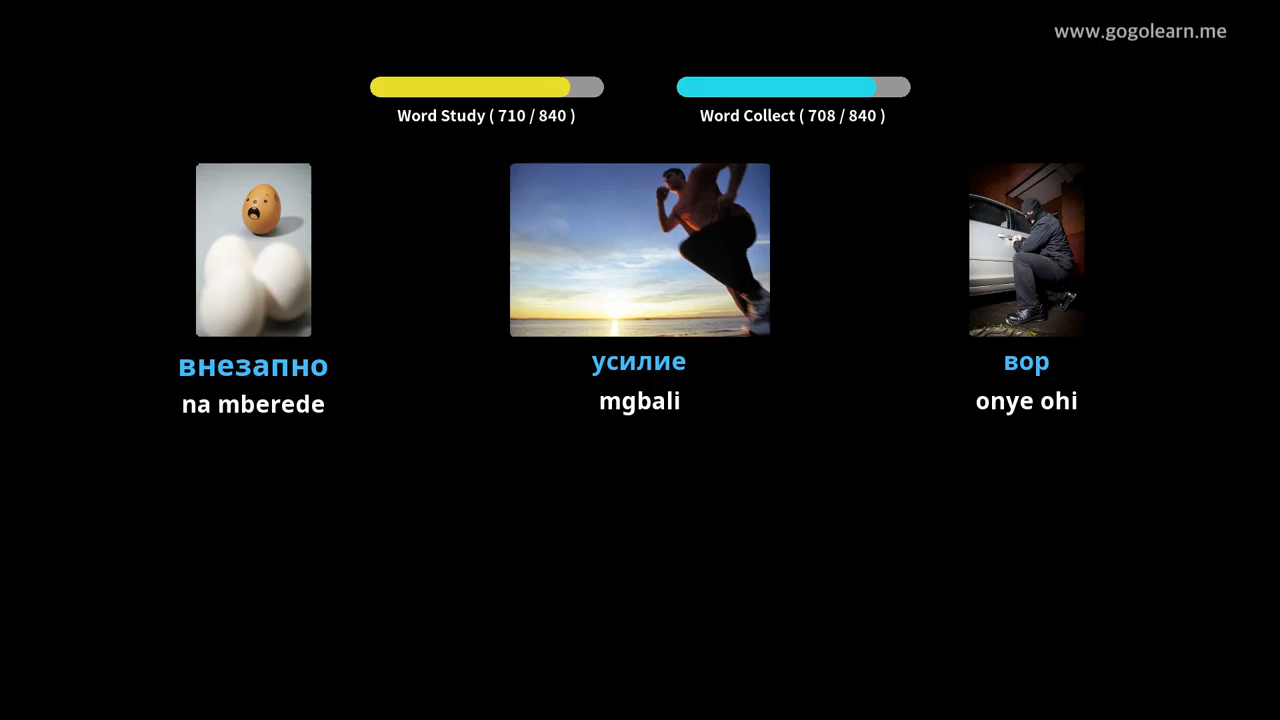 www.gogolearn.me
Word Study ( 710 / 840 )
Word Collect ( 708 / 840 )
внезапно
na mberede
усилие
mgbali
вор
onye ohi